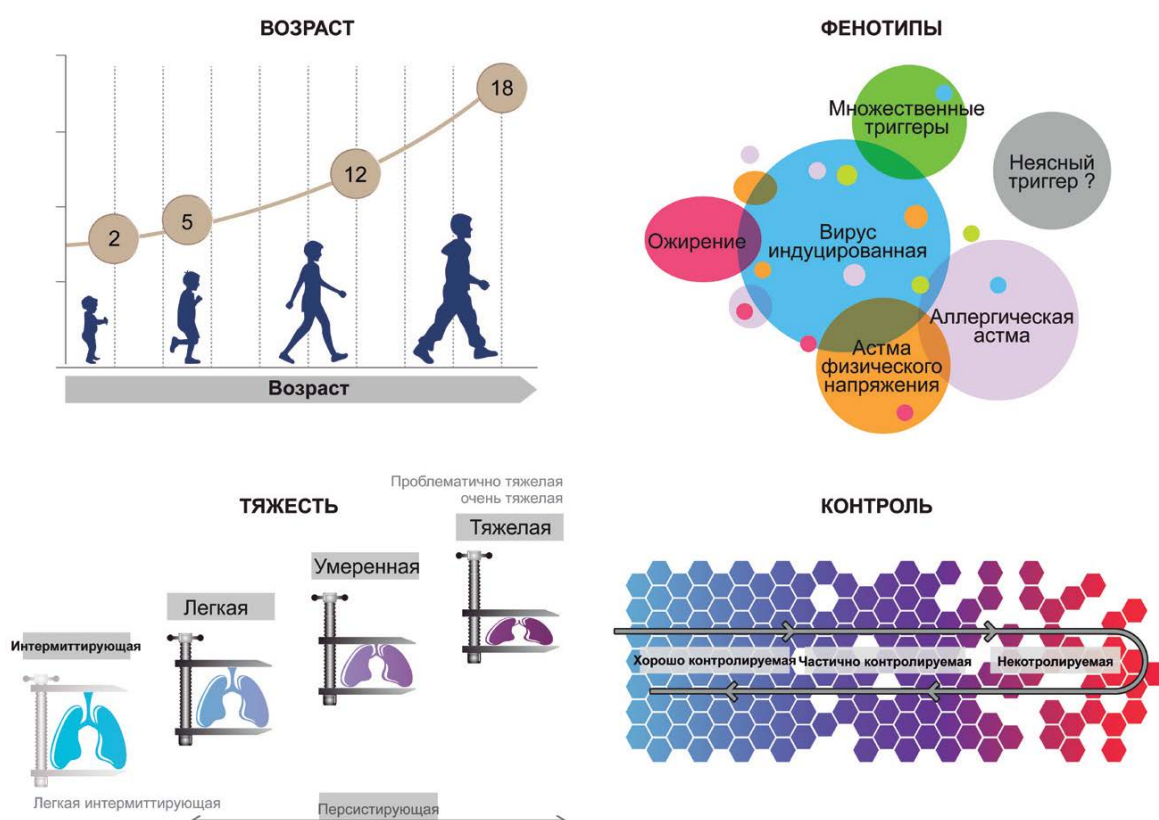 ВОЗРАСТ
18
12
5
2
Возраст
ФЕНОТИПЫ
Множественные
триггеры
Неясный
триггер ?
Ожирение
Вирус
индуцированная
Аллергическая
астма
Астма
физического
напряжения
ТЯЖЕСТЬ
Проблематично тяжелая
очень тяжелая
Тяжелая
Умеренная
Легкая
Интермиттирующая
Легкая интермиттирующая
Персистирующая
КОНТРОЛЬ
Хорошо контролируемая
Частично контролируемая
Некотролируемая